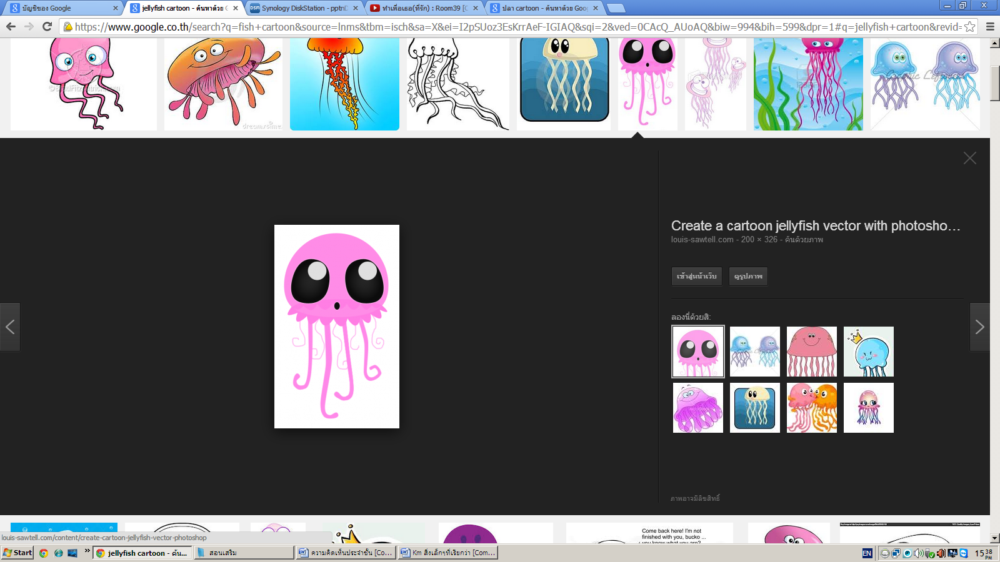 บัญชีของ Google
jellyfish cartoon - ค้นหาด้วย G
Synology DiskStation - pptnD
ทำเพื่อเธอ(ที่รัก) : Room39 [C
ปลา cartoon - ค้นหาด้วย Goo
https://www.google.co.th/search?q=fish+cartoon&source=lnms&tbm=isch&sa=X&ei=I2pSUoz3EsKrrAeF-IGIAQ&sqi=2&ved=0CAcQ_AUoAQ&biw=994&bih=599&dpr=1#q=jellyfish+cartoon&revid=
dreamstime
Create a cartoon jellyfish vector with photosho...
louis-sawtell.com - 200 × 326 - ค้นด้วยภาพ
เข้าสู่หน้าเว็บ
ดูรูปภาพ
ลองนี่ด้วยสิ:
ภาพอาจมีลิขสิทธิ์
Come back here! I'm not
finished with you, bucko ...
you know what you are?
louis-sawtell.com/content/create-cartoon-jellyfish-vector-photoshop
Start
jellyfish cartoon - ค้น...
สอนเสริม
ความคิดเห็นประจำชั้น [Co...
Km สิ่งเล็กๆที่เรียกว่า [Com...
EN
15:38
PM